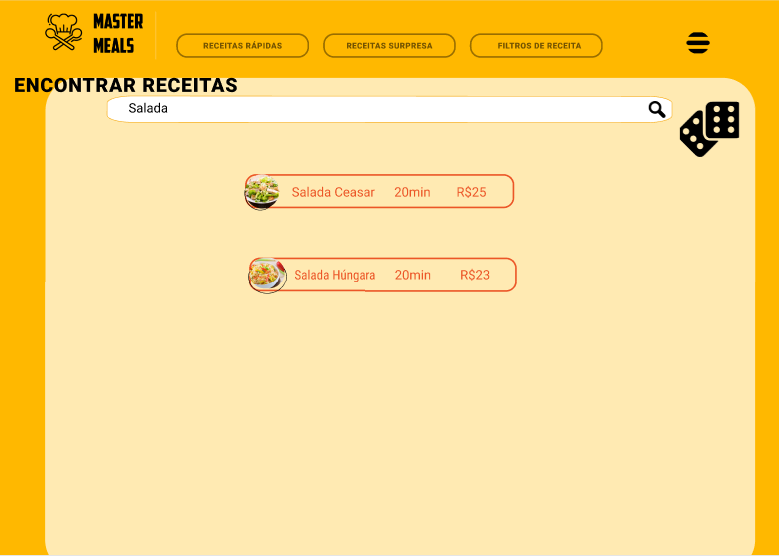 MASTER
MEALS
RECEITAS RÁPIDAS
RECEITAS SURPRESA
FILTROS DE RECEITA
ENCONTRAR RECEITAS
Salada
Salada Ceasar 20min R$25
Salada Húngara 20min R$23